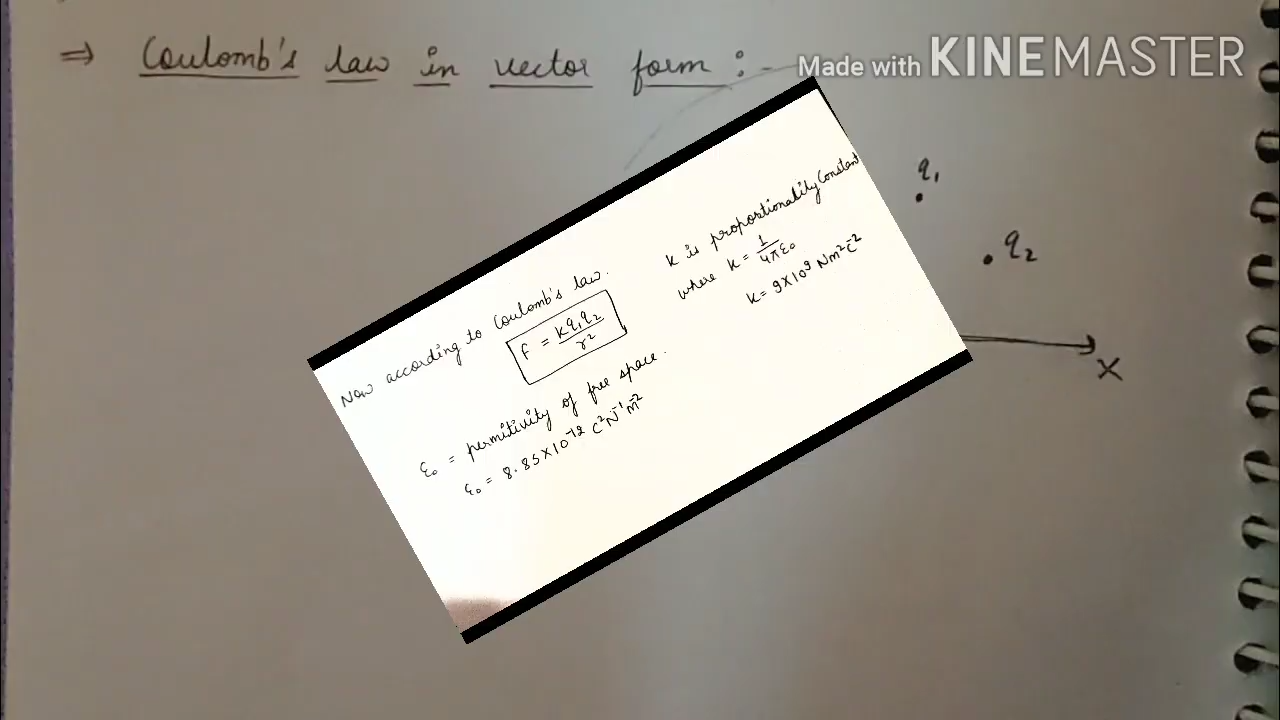 ⇒ Coulomb's law in vector form :-
Made with KINEMASTER
q₁
q₂
X
Now according to Coulomb's law.
F = kq₁q₂/r²
ε₀ = permitivity of free space.
ε₀ = 8.85×10⁻¹² C²N⁻¹m⁻²
K is proportionality Constant
where K = 1/4πε₀
K = 9×10⁹ Nm²C⁻²